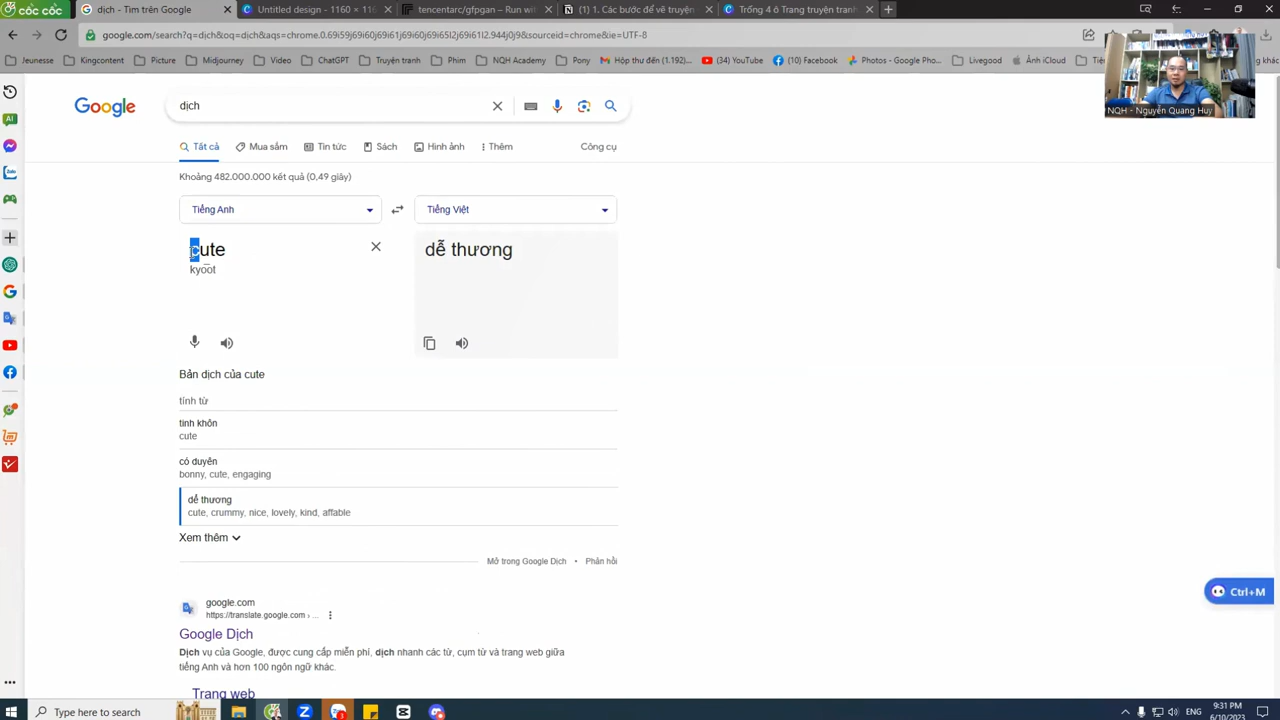 cốc cốc
dịch - Tìm trên Google
Untitled design - 1160 × 116
tencentarc/gfpgan – Run wi
(1) 1. Các bước để vẽ truyện
Trống 4 ô Trang truyện tranh
google.com/search?q=dịch&oq=dịch&aqs=chrome.0.69i59j69i60j69i61j69i60j69i65l2j69i61l2.944j0j9&sourceid=chrome&ie=UTF-8
Jeunesse
Kingcontent
Picture
Midjourney
Video
ChatGPT
Truyện tranh
Phim
NQH Academy
Pony
Hộp thư đến (1.192)...
(34) YouTube
(10) Facebook
Photos - Google Pho...
Livegood
Ảnh iCloud
khác
NQH - Nguyễn Quang Huy
Google
dịch
Tất cả
Mua sắm
Tin tức
Sách
Hình ảnh
Thêm
Công cụ
Khoảng 482.000.000 kết quả (0,49 giây)
Tiếng Anh
Tiếng Việt
cute
dễ thương
kyo͞ot
Bản dịch của cute
tính từ
tinh khôn
cute
có duyên
bonny, cute, engaging
dễ thương
cute, crummy, nice, lovely, kind, affable
Xem thêm
Mở trong Google Dịch • Phản hồi
Ctrl+M
google.com
https://translate.google.com › ...
Google Dịch
Dịch vụ của Google, được cung cấp miễn phí, dịch nhanh các từ, cụm từ và trang web giữa
tiếng Anh và hơn 100 ngôn ngữ khác.
Trang web
Type here to search
ENG
9:31 PM
6/10/2023